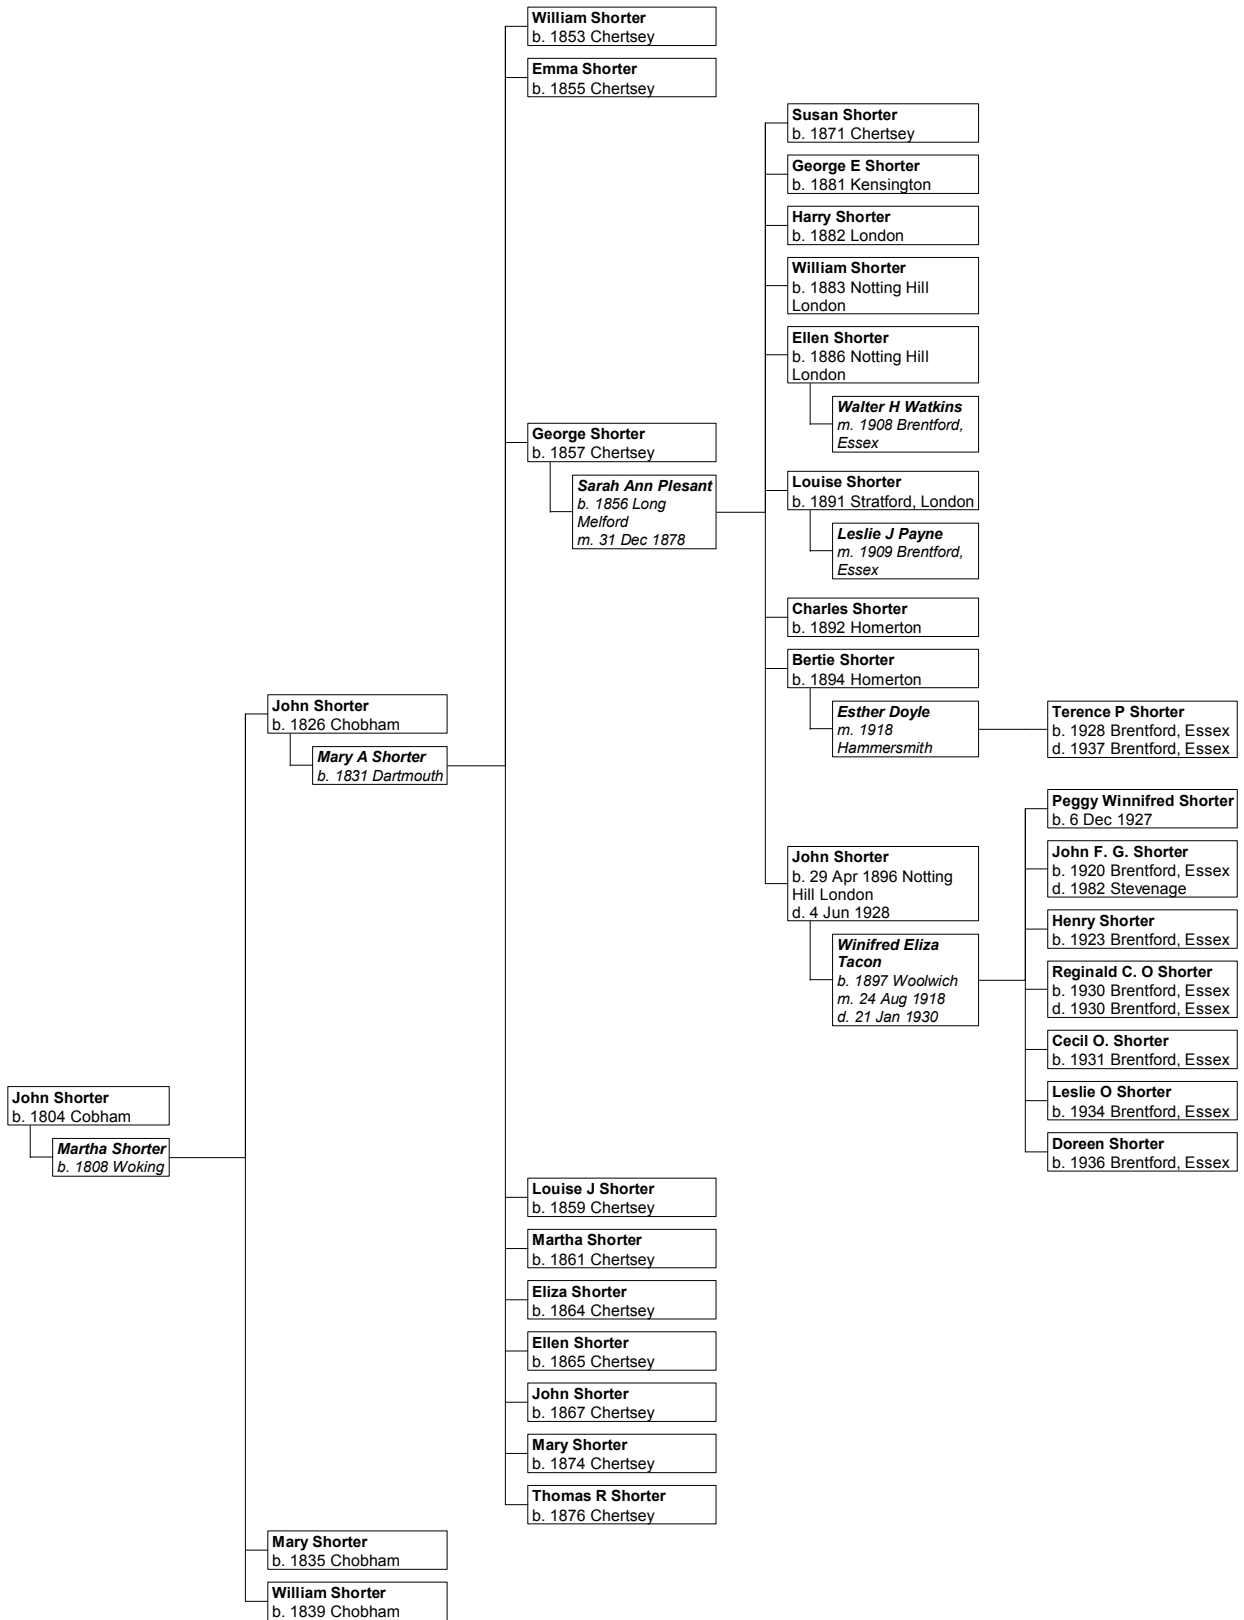 William Shorter
b. 1853 Chertsey
Emma Shorter
b. 1855 Chertsey
Susan Shorter
b. 1871 Chertsey
George E Shorter
b. 1881 Kensington
Harry Shorter
b. 1882 London
William Shorter
b. 1883 Notting Hill
London
Ellen Shorter
b. 1886 Notting Hill
London
Walter H Watkins
m. 1908 Brentford,
Essex
George Shorter
b. 1857 Chertsey
Sarah Ann Plesant
b. 1856 Long
Melford
m. 31 Dec 1878
Louise Shorter
b. 1891 Stratford, London
Leslie J Payne
m. 1909 Brentford,
Essex
Charles Shorter
b. 1892 Homerton
Bertie Shorter
b. 1894 Homerton
Esther Doyle
m. 1918
Hammersmith
Terence P Shorter
b. 1928 Brentford, Essex
d. 1937 Brentford, Essex
John Shorter
b. 1826 Chobham
Mary A Shorter
b. 1831 Dartmouth
John Shorter
b. 29 Apr 1896 Notting
Hill London
d. 4 Jun 1928
Winifred Eliza
Tacon
b. 1897 Woolwich
m. 24 Aug 1918
d. 21 Jan 1930
Peggy Winnifred Shorter
b. 6 Dec 1927
John F. G. Shorter
b. 1920 Brentford, Essex
d. 1982 Stevenage
Henry Shorter
b. 1923 Brentford, Essex
Reginald C. O Shorter
b. 1930 Brentford, Essex
d. 1930 Brentford, Essex
Cecil O. Shorter
b. 1931 Brentford, Essex
Leslie O Shorter
b. 1934 Brentford, Essex
Doreen Shorter
b. 1936 Brentford, Essex
John Shorter
b. 1804 Cobham
Martha Shorter
b. 1808 Woking
Louise J Shorter
b. 1859 Chertsey
Martha Shorter
b. 1861 Chertsey
Eliza Shorter
b. 1864 Chertsey
Ellen Shorter
b. 1865 Chertsey
John Shorter
b. 1867 Chertsey
Mary Shorter
b. 1874 Chertsey
Thomas R Shorter
b. 1876 Chertsey
Mary Shorter
b. 1835 Chobham
William Shorter
b. 1839 Chobham